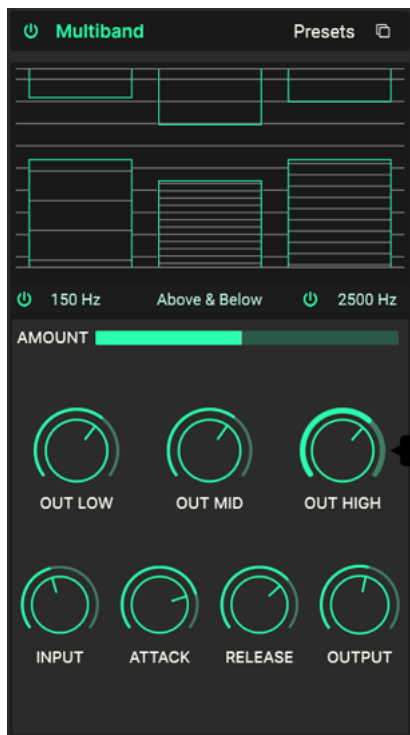 Multiband Presets
150 Hz Above & Below 2500 Hz
AMOUNT
OUT LOW OUT MID OUT HIGH
INPUT ATTACK RELEASE OUTPUT